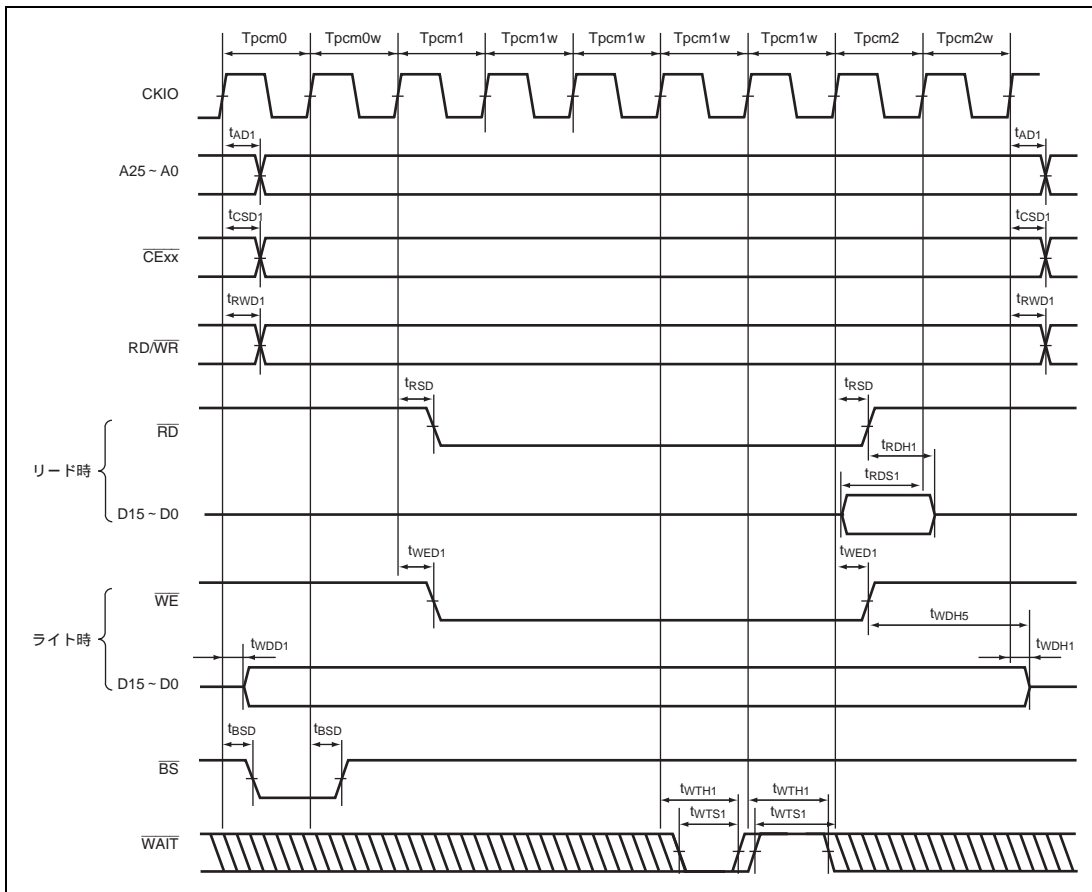 Tpcm0 Tpcm0w Tpcm1 Tpcm1w Tpcm1w Tpcm1w Tpcm1w Tpcm2 Tpcm2w
CKIO
tAD1 tAD1
A25 ~ A0
tCSD1 tCSD1
CExx
tRWD1 tRWD1
RD/WR
tRSD tRSD
RD
tRDH1
リード時
tRDS1
D15 ~ D0
tWED1 tWED1
WE
tWDH5
ライト時
tWDD1 tWDH1
D15 ~ D0
tBSD tBSD
BS
tWTH1 tWTH1
tWTS1 tWTS1
WAIT